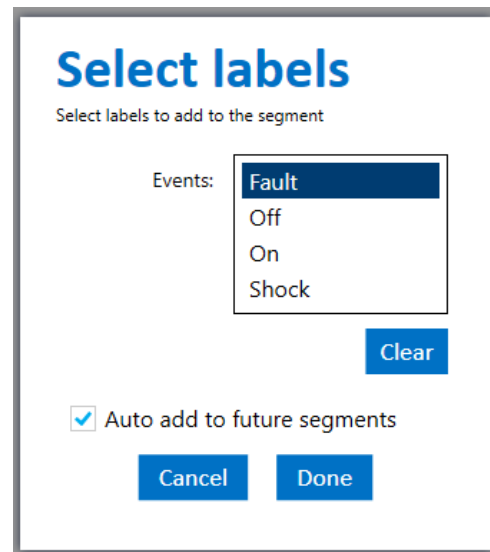 Select labels
Select labels to add to the segment
Events:
Fault
Off
On
Shock
Clear
Auto add to future segments
Cancel
Done